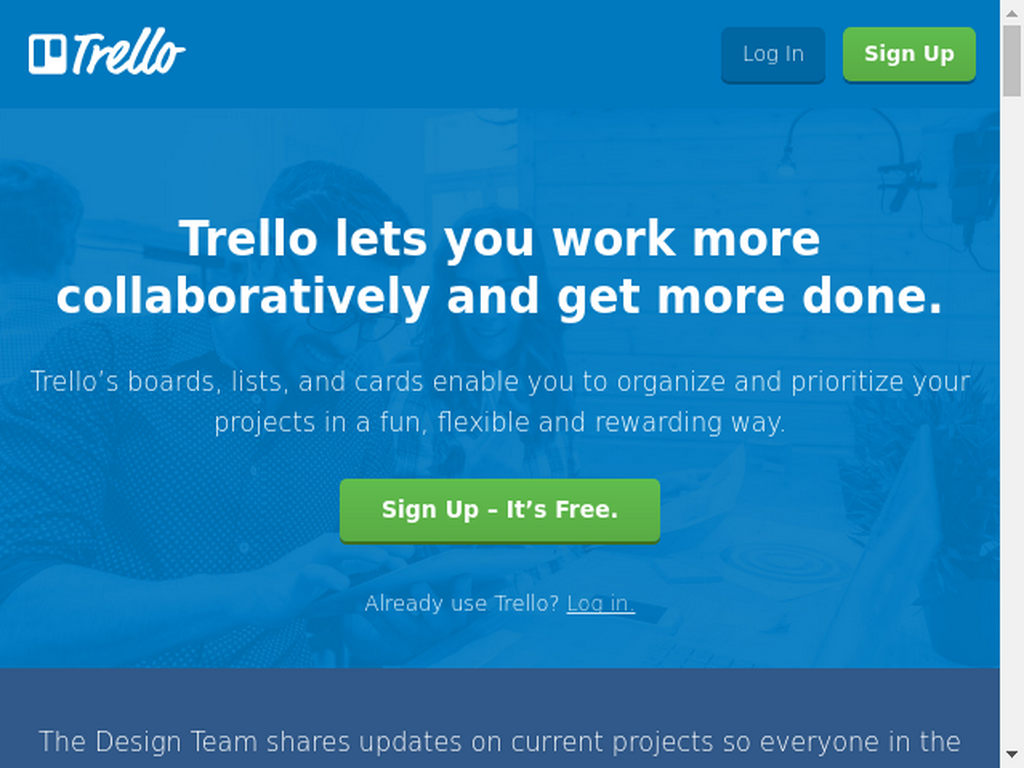 Trello
Log In
Sign Up
Trello lets you work more
collaboratively and get more done.
Trello’s boards, lists, and cards enable you to organize and prioritize your
projects in a fun, flexible and rewarding way.
Sign Up – It’s Free.
Already use Trello? Log in.
The Design Team shares updates on current projects so everyone in the